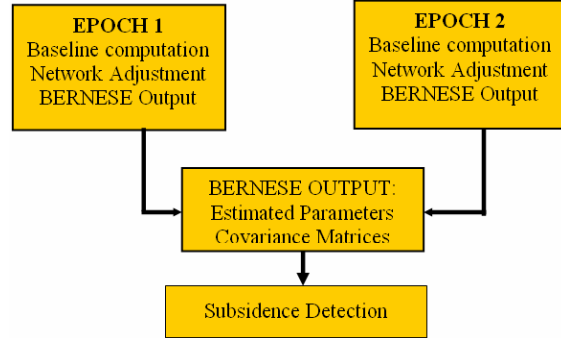 EPOCH 1
Baseline computation
Network Adjustment
BERNESE Output
EPOCH 2
Baseline computation
Network Adjustment
BERNESE Output
BERNESE OUTPUT:
Estimated Parameters
Covariance Matrices
Subsidence Detection